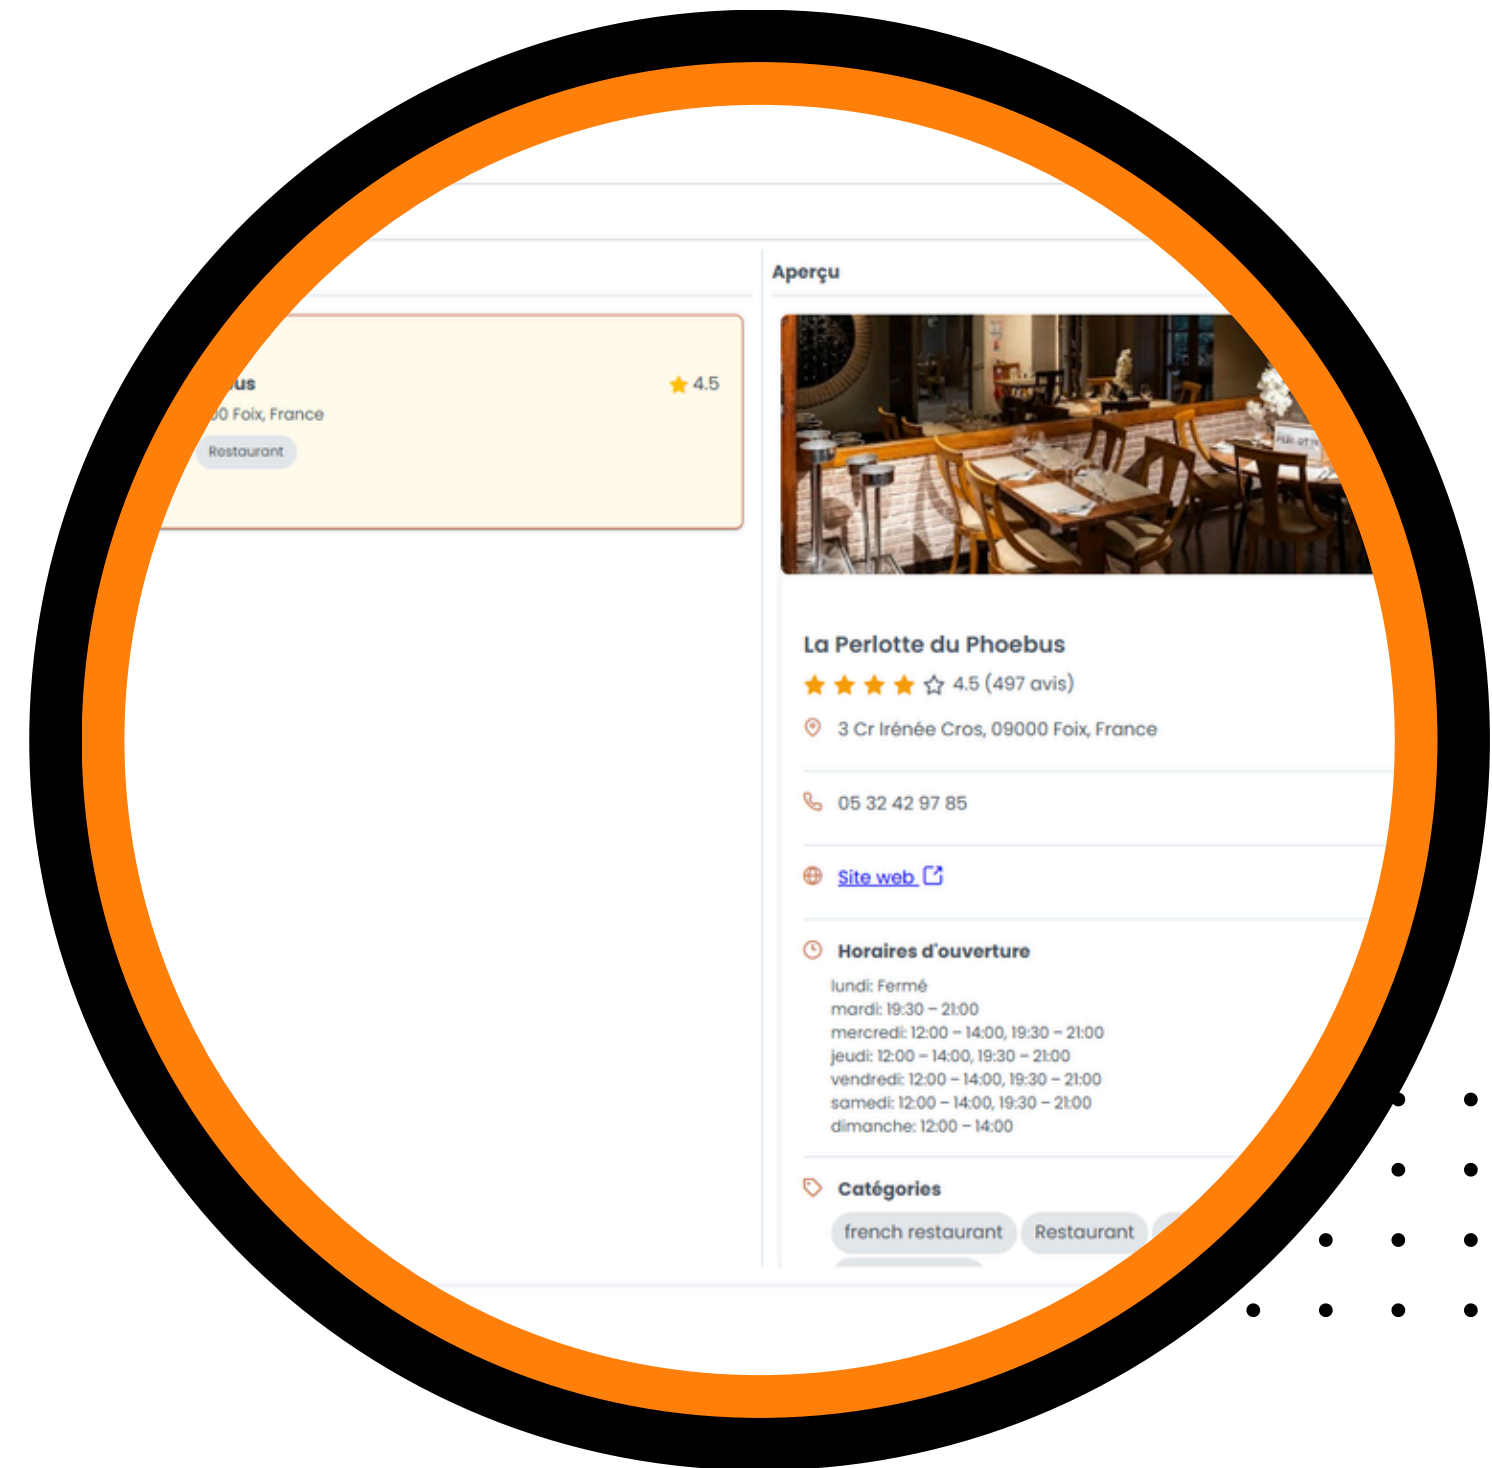 Aperçu
us
4.5
00 Foix, France
Restaurant
La Perlotte du Phoebus
4.5 (497 avis)
3 Cr Irénée Cros, 09000 Foix, France
05 32 42 97 85
Site web
Horaires d'ouverture
lundi: Fermé
mardi: 19:30 – 21:00
mercredi: 12:00 – 14:00, 19:30 – 21:00
jeudi: 12:00 – 14:00, 19:30 – 21:00
vendredi: 12:00 – 14:00, 19:30 – 21:00
samedi: 12:00 – 14:00, 19:30 – 21:00
dimanche: 12:00 – 14:00
Catégories
french restaurant
Restaurant